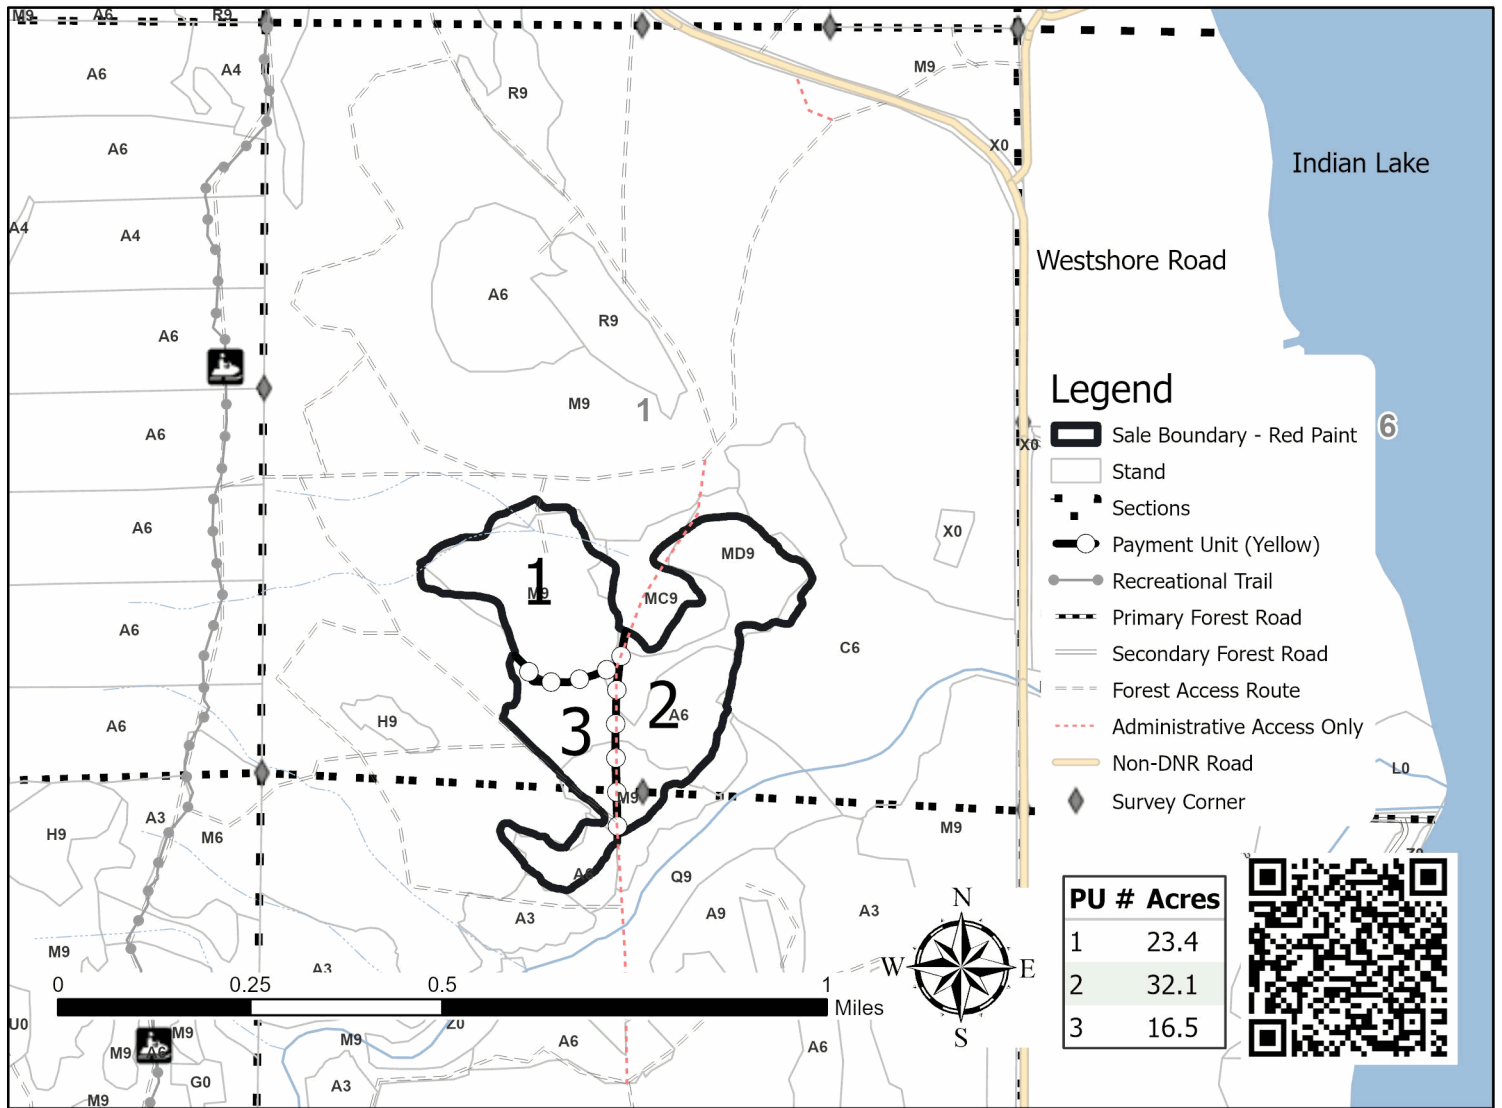 M9
A6
R9
A6
A4
R9
M9
A6
X0
Indian Lake
A4
A4
Westshore Road
A6
R9
A6
M9
1
A6
Legend
6
Sale Boundary - Red Paint
X0
Stand
Sections
A6
X0
Payment Unit (Yellow)
MD9
Recreational Trail
1
M9
MC9
Primary Forest Road
A6
C6
Secondary Forest Road
Forest Access Route
2
A6
3
H9
A6
Administrative Access Only
Non-DNR Road
L0
Survey Corner
M9
A3
M6
H9
M9
A6
Q9
A3
A9
A3
PU # Acres
1 23.4
2 32.1
3 16.5
N
W
E
S
M9
A3
0
0.25
0.5
1
Miles
U0
M9
M9
A6
M9
Z0
A6
A6
G0
A3
M9